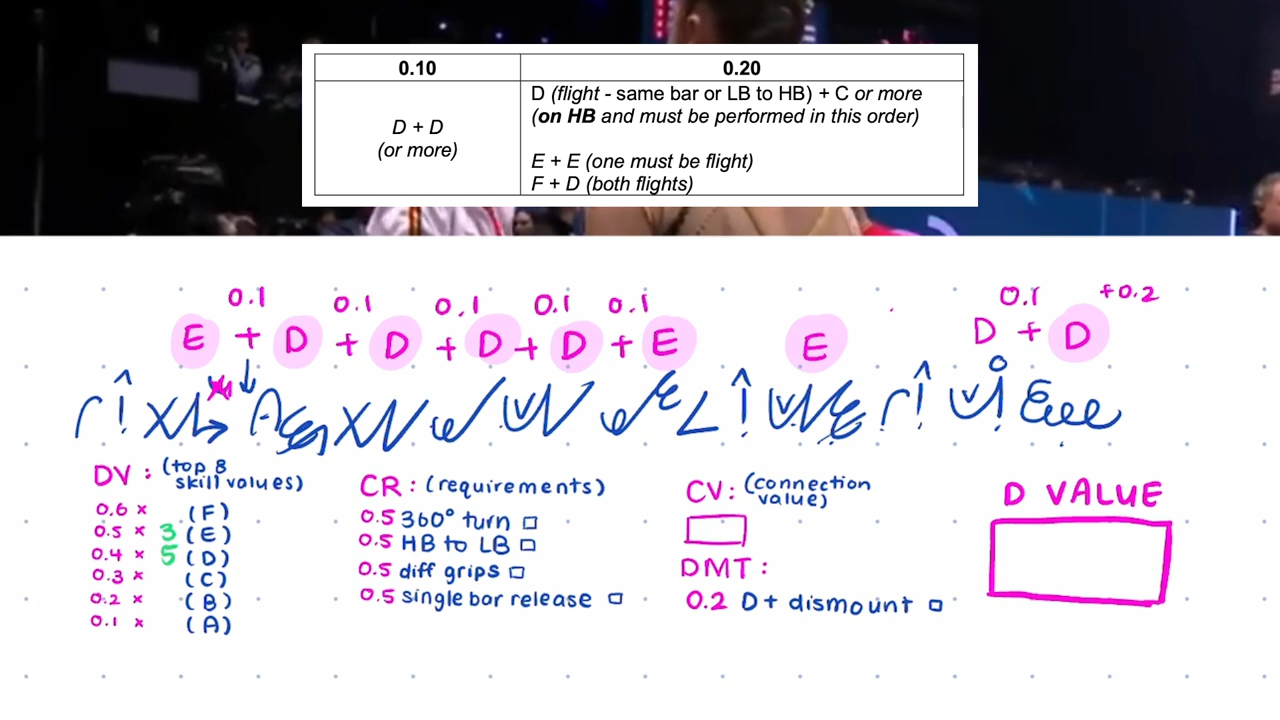 0.10 0.20
D + D
(or more)
D (flight - same bar or LB to HB) + C or more
(on HB and must be performed in this order)
E + E (one must be flight)
F + D (both flights)
0.1 0.1 0.1 0.1 0.1 0.1 +0.2
E + D + D + D + D + E E D + D
DV: (top 8
skill values)
0.6 x (F)
0.5 x 3 (E)
0.4 x 5 (D)
0.3 x (C)
0.2 x (B)
0.1 x (A)
CR: (requirements)
0.5 360° turn
0.5 HB to LB
0.5 diff grips
0.5 single bar release
CV: (connection
value)
DMT:
0.2 D+ dismount
D VALUE